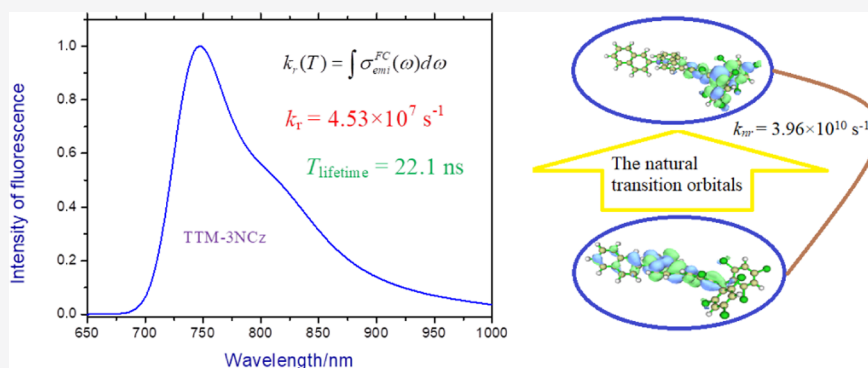 Intensity of fluorescence
1.0
0.8
0.6
0.4
0.2
0.0
650 700 750 800 850 900 950 1000
Wavelength/nm
k_r(T) = ∫ σ_emi^FC(ω)dω
k_r = 4.53×10^7 s^-1
T_lifetime = 22.1 ns
TTM-3NCz
k_nr = 3.96×10^10 s^-1
The natural
transition orbitals